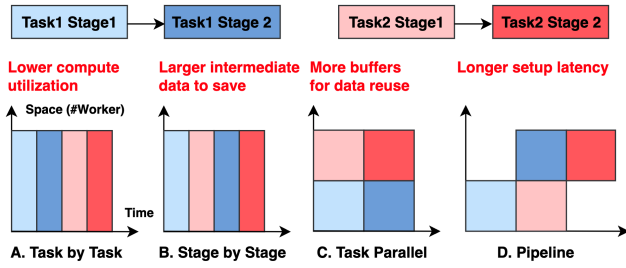 Task1 Stage1
Task1 Stage 2
Task2 Stage1
Task2 Stage 2
Lower compute
utilization
Larger intermediate
data to save
More buffers
for data reuse
Longer setup latency
Space (#Worker)
Time
A. Task by Task
B. Stage by Stage
C. Task Parallel
D. Pipeline